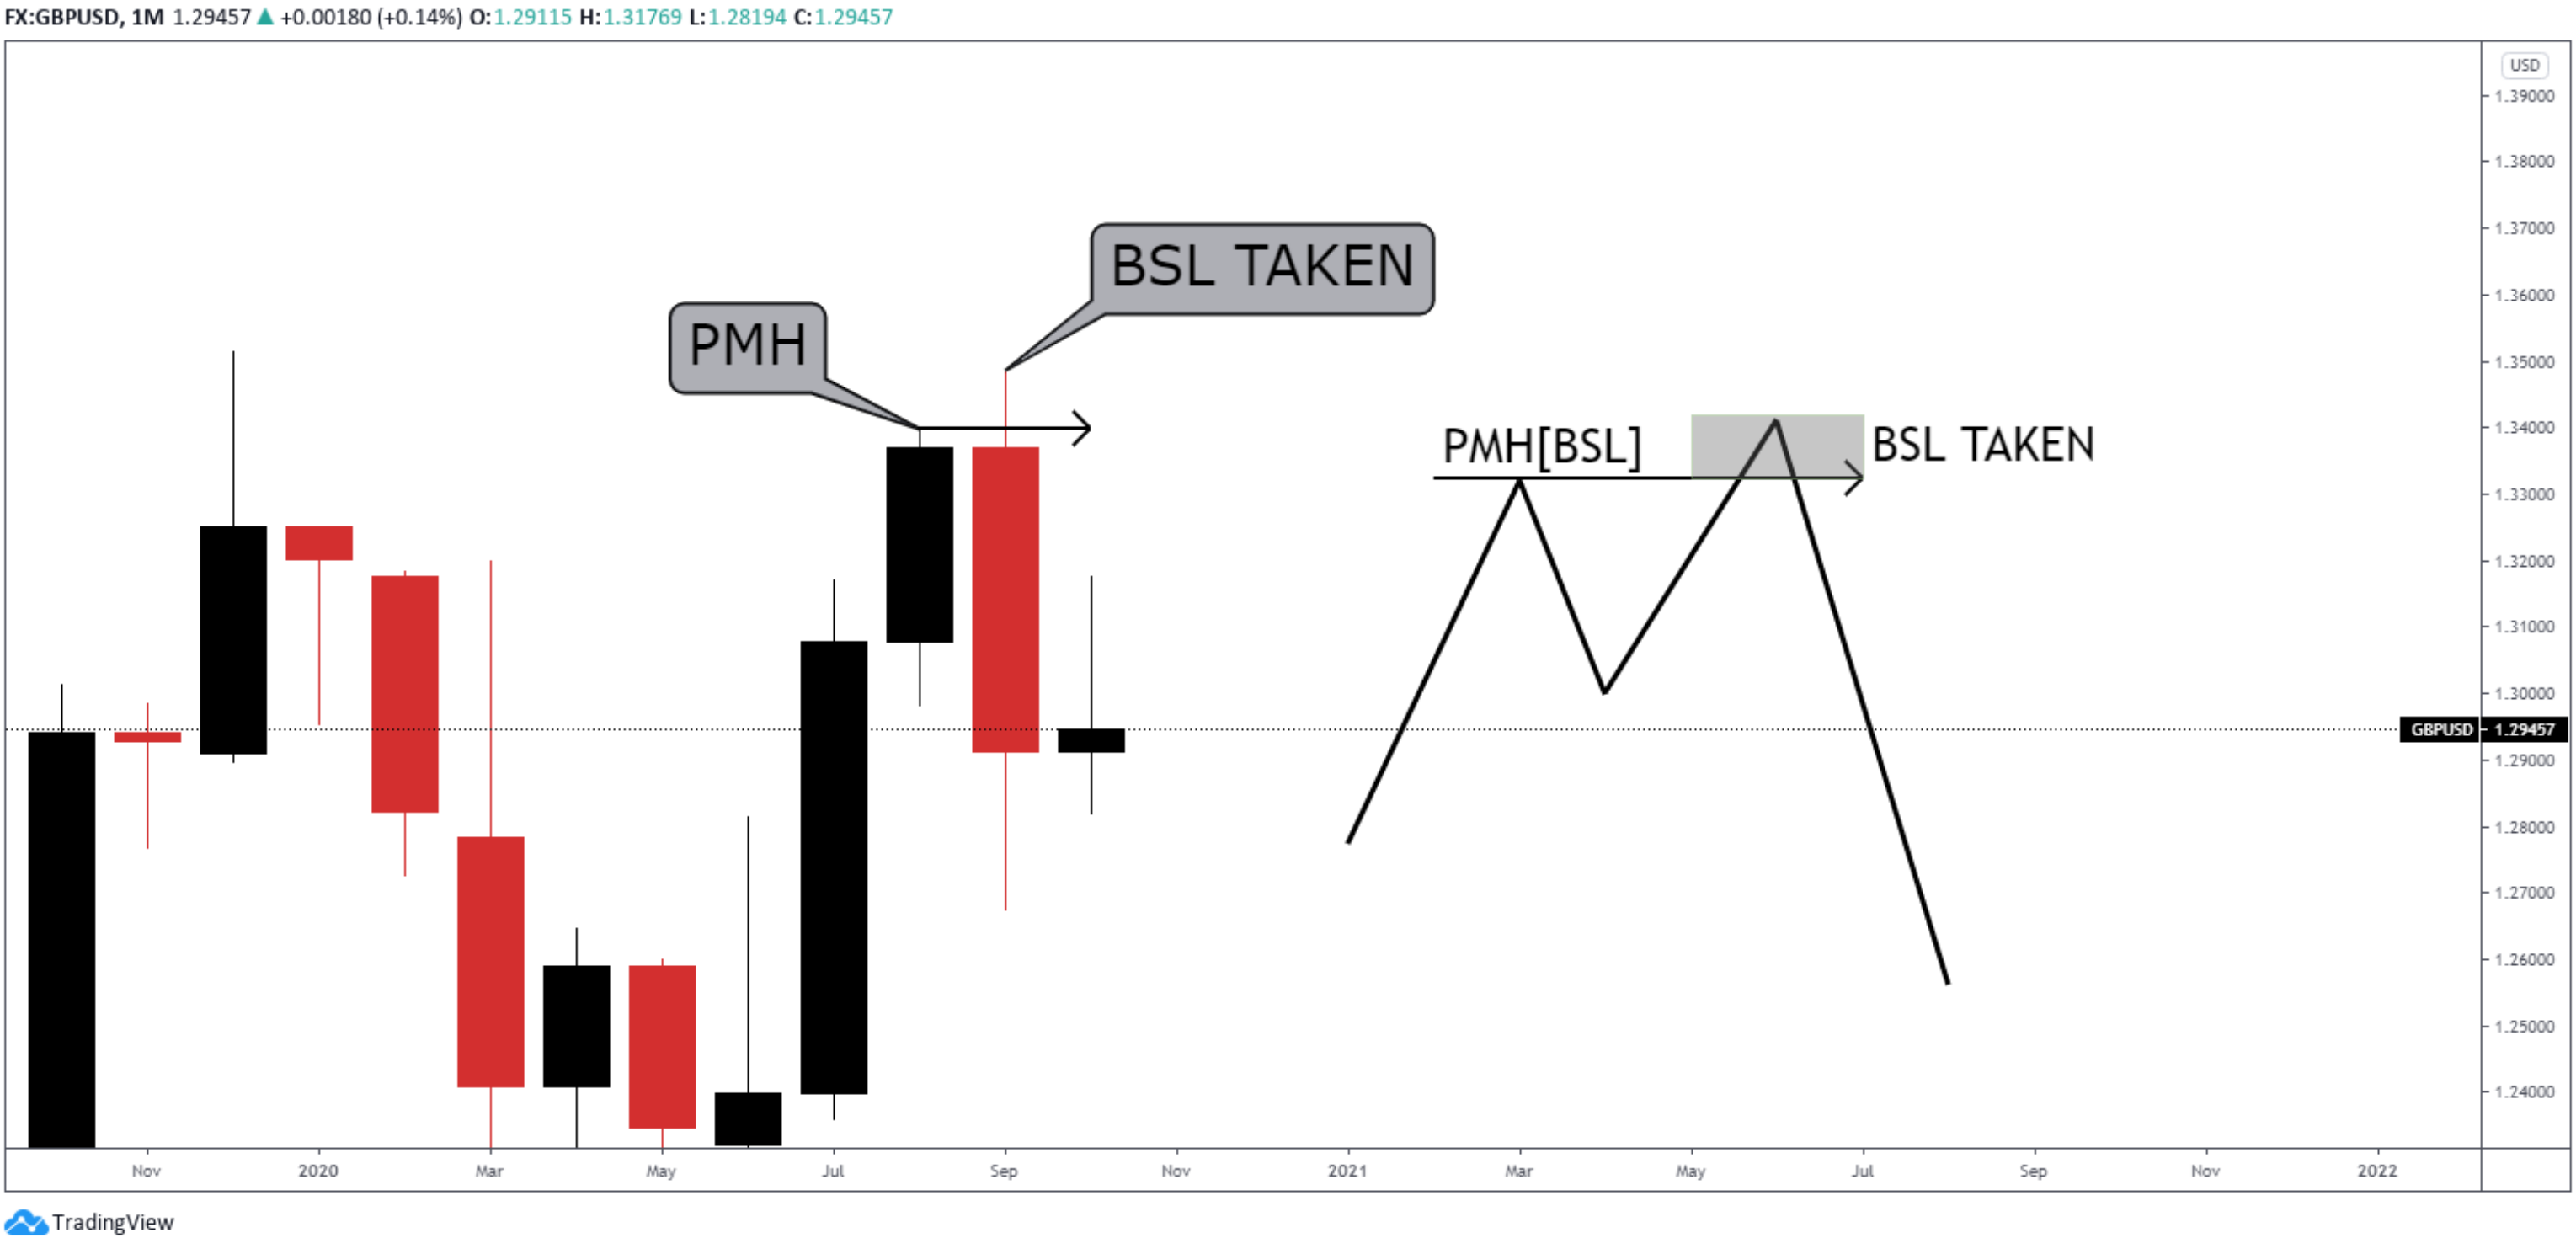 FX:GBPUSD, 1M 1.29457 ▲ +0.00180 (+0.14%) O:1.29115 H:1.31769 L:1.28194 C:1.29457
USD
1.39000
1.38000
1.37000
BSL TAKEN
1.36000
PMH
1.35000
1.34000
PMH[BSL]
BSL TAKEN
1.33000
1.32000
1.31000
1.30000
GBPUSD 1.29457
1.29000
1.28000
1.27000
1.26000
1.25000
1.24000
Nov 2020 Mar May Jul Sep Nov 2021 Mar May Jul Sep Nov 2022
TradingView